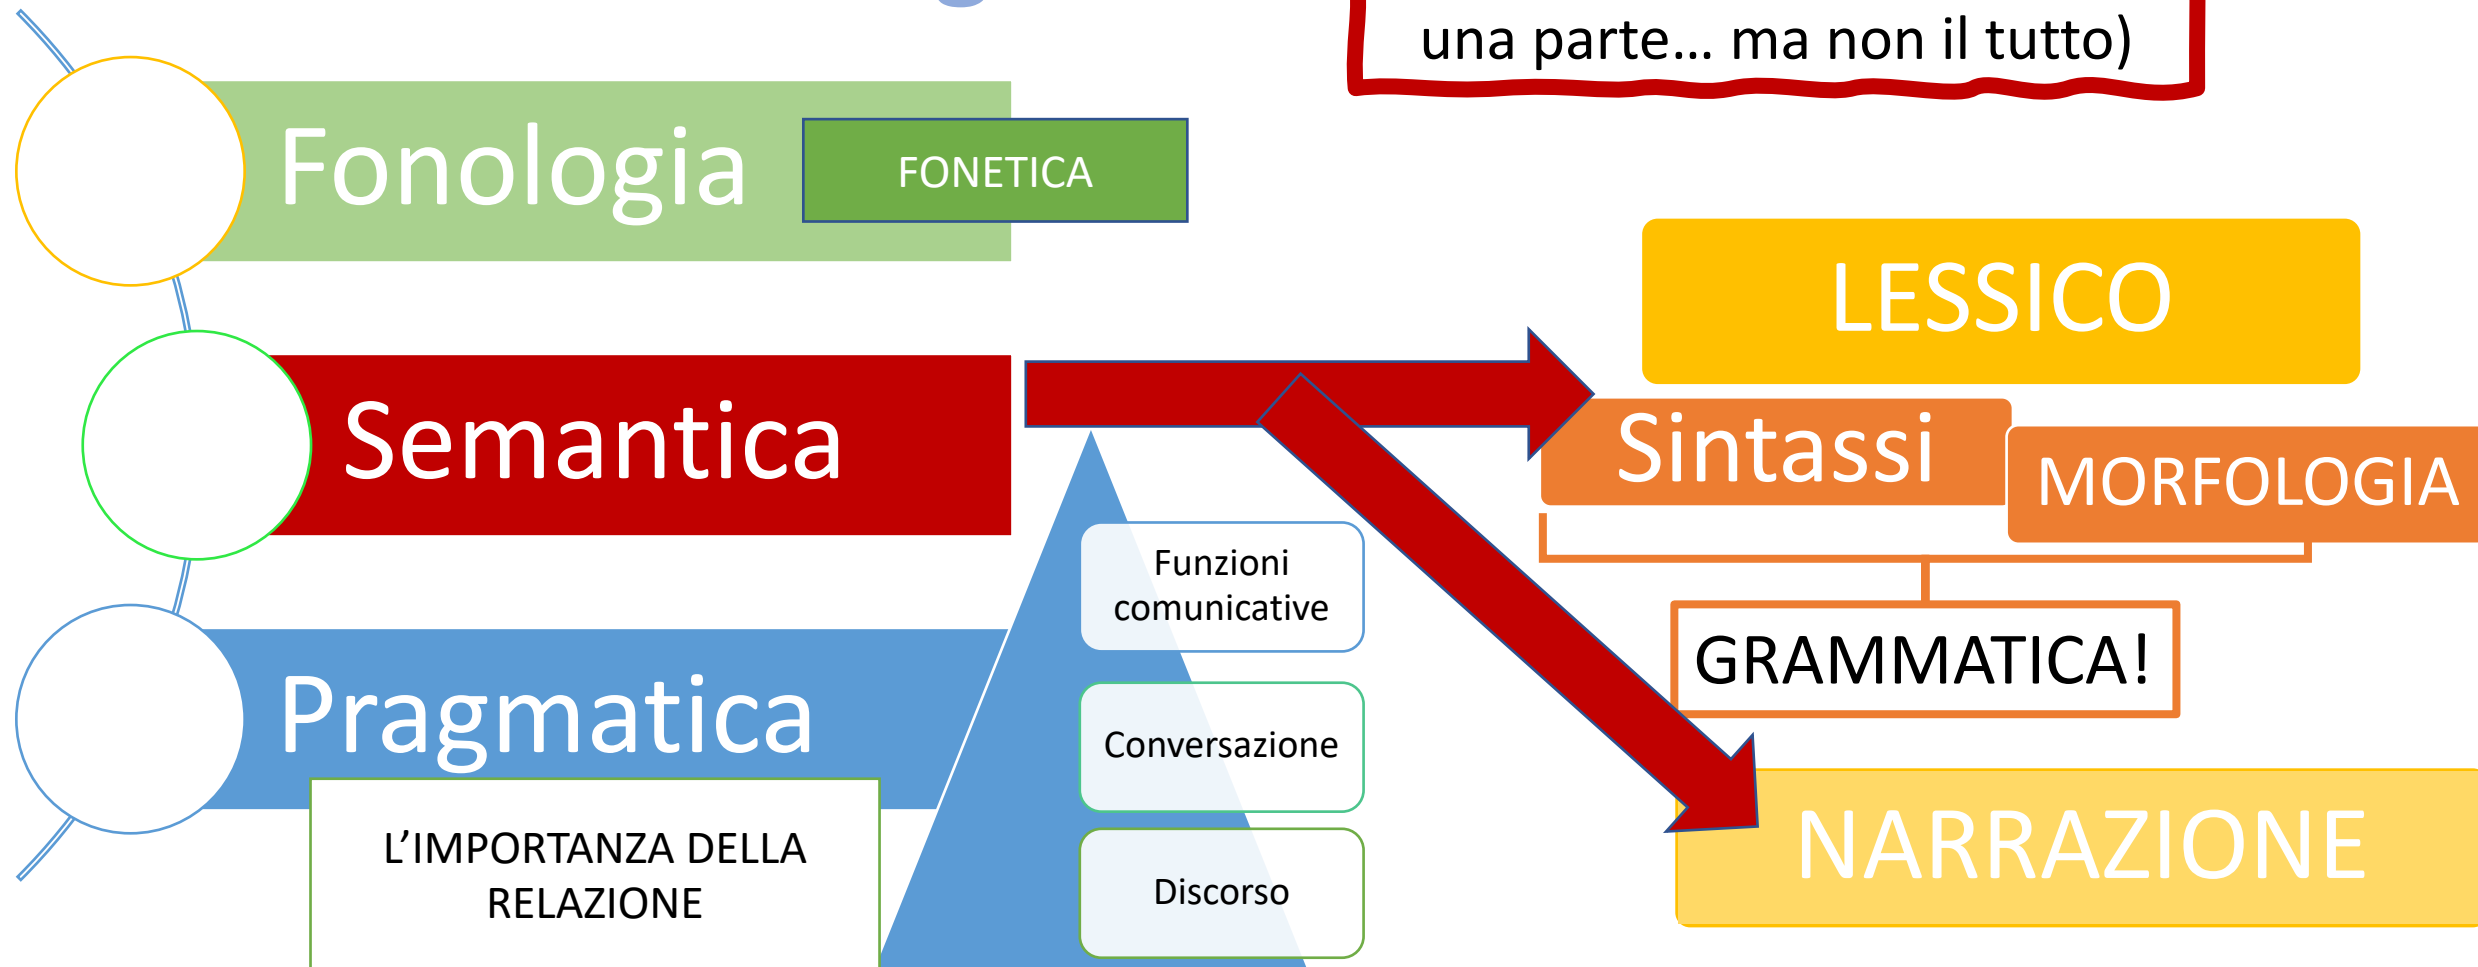 una parte... ma non il tutto)
Fonologia
FONETICA
LESSICO
Semantica
Sintassi
MORFOLOGIA
GRAMMATICA!
Funzioni
comunicative
Pragmatica
Conversazione
NARRAZIONE
L'IMPORTANZA DELLA
RELAZIONE
Discorso